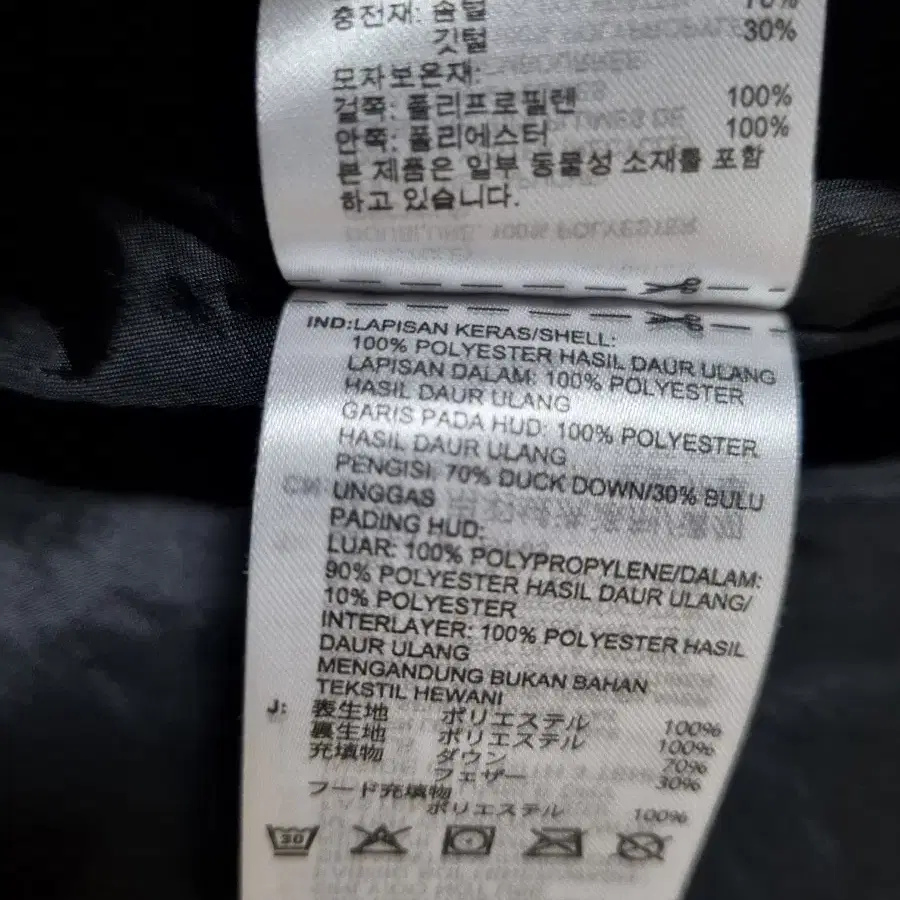 충전재: 솜털 70%
깃털 30%
모자보온재:
겉쪽: 폴리프로필렌 100%
안쪽: 폴리에스터 100%
본 제품은 일부 동물성 소재를 포함
하고 있습니다.
IND:LAPISAN KERAS/SHELL:
100% POLYESTER HASIL DAUR ULANG
LAPISAN DALAM: 100% POLYESTER
HASIL DAUR ULANG
GARIS PADA HUD: 100% POLYESTER
HASIL DAUR ULANG
PENGISI: 70% DUCK DOWN/30% BULU
UNGGAS
PADING HUD:
LUAR: 100% POLYPROPYLENE/DALAM:
90% POLYESTER HASIL DAUR ULANG/
10% POLYESTER
INTERLAYER: 100% POLYESTER HASIL
DAUR ULANG
MENGANDUNG BUKAN BAHAN
TEKSTIL HEWANI
J: 表生地 ポリエステル 100%
裏生地 ポリエステル 100%
充填物 ダウン 70%
フェザー 30%
フード充填物
ポリエステル 100%
30